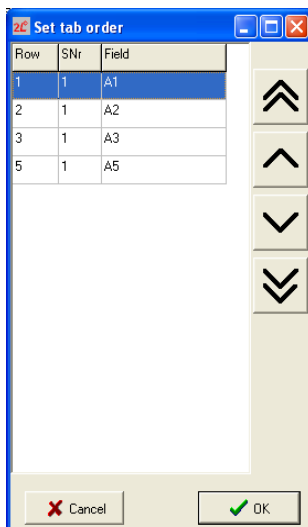 2C Set tab order
Row SNr Field
1 1 A1
2 1 A2
3 1 A3
5 1 A5
Cancel OK